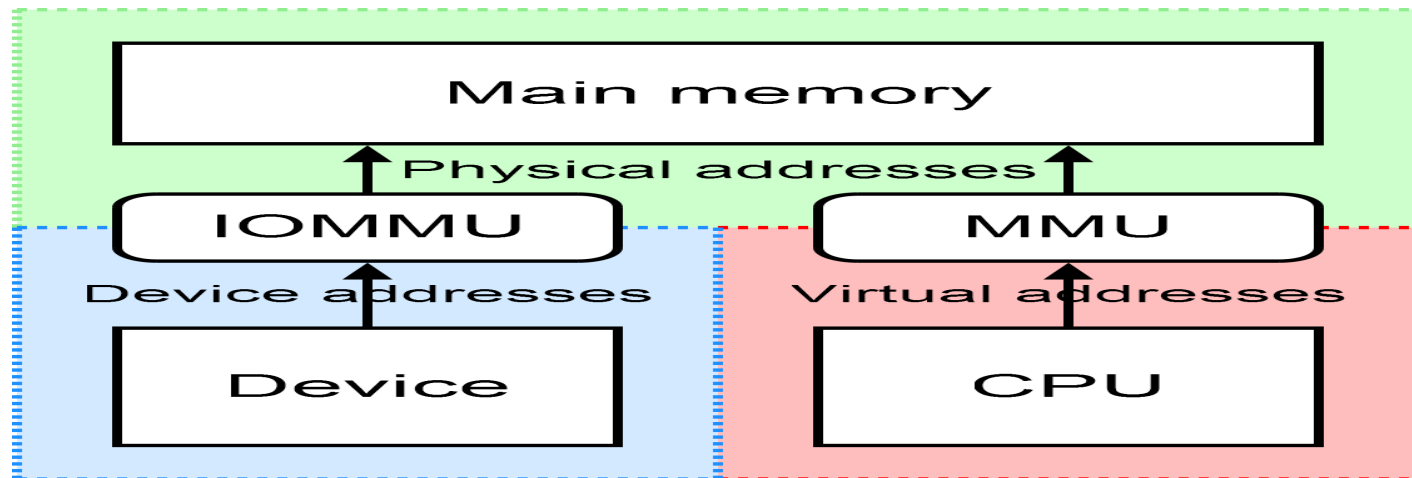 Main memory
Physical addresses
IOMMU
MMU
Device addresses
Virtual addresses
Device
CPU